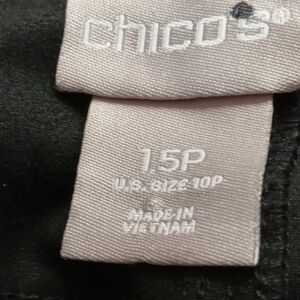 chico's®
1.5P
U.S. SIZE 10P
MADE IN
VIETNAM